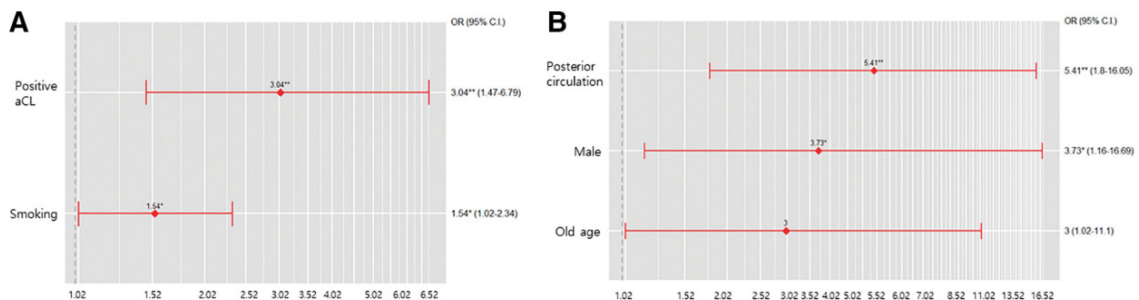 A
OR (95% C.I.)
Positive
aCL
3.04**
3.04** (1.47-6.79)
Smoking
1.54*
1.54* (1.02-2.34)
1.02 1.52 2.02 2.52 3.02 3.52 4.02 5.02 6.02 6.52
B
OR (95% C.I.)
Posterior
circulation
5.41**
5.41** (1.8-16.05)
Male
3.73*
3.73* (1.16-16.69)
Old age
3
3 (1.02-11.1)
1.02 1.52 2.02 2.52 3.02 3.52 4.02 5.52 7.02 8.52 11.02 13.52 16.52